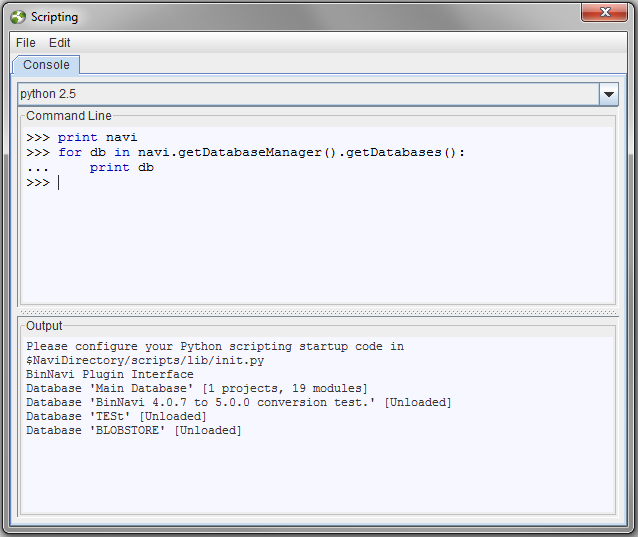 Scripting
File Edit
Console
python 2.5
Command Line
>>> print navi
>>> for db in navi.getDatabaseManager().getDatabases():
...     print db
>>>
Output
Please configure your Python scripting startup code in
$NaviDirectory/scripts/lib/init.py
BinNavi Plugin Interface
Database 'Main Database' [1 projects, 19 modules]
Database 'BinNavi 4.0.7 to 5.0.0 conversion test.' [Unloaded]
Database 'TESt' [Unloaded]
Database 'BLOBSTORE' [Unloaded]